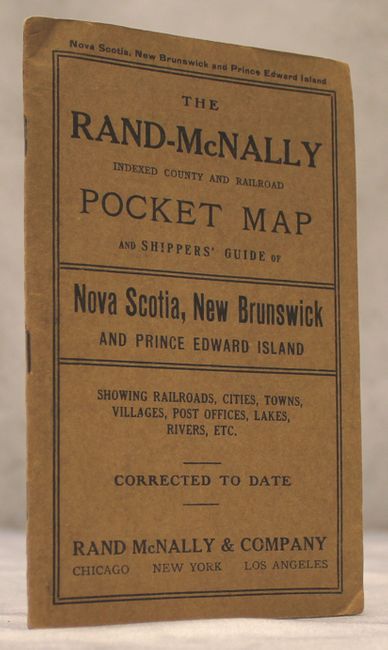 Nova Scotia, New Brunswick and Prince Edward Island
THE
RAND-McNALLY
INDEXED COUNTY AND RAILROAD
POCKET MAP
AND SHIPPERS' GUIDE OF
Nova Scotia, New Brunswick
AND PRINCE EDWARD ISLAND
SHOWING RAILROADS, CITIES, TOWNS,
VILLAGES, POST OFFICES, LAKES,
RIVERS, ETC.
CORRECTED TO DATE
RAND McNALLY & COMPANY
CHICAGO NEW YORK LOS ANGELES